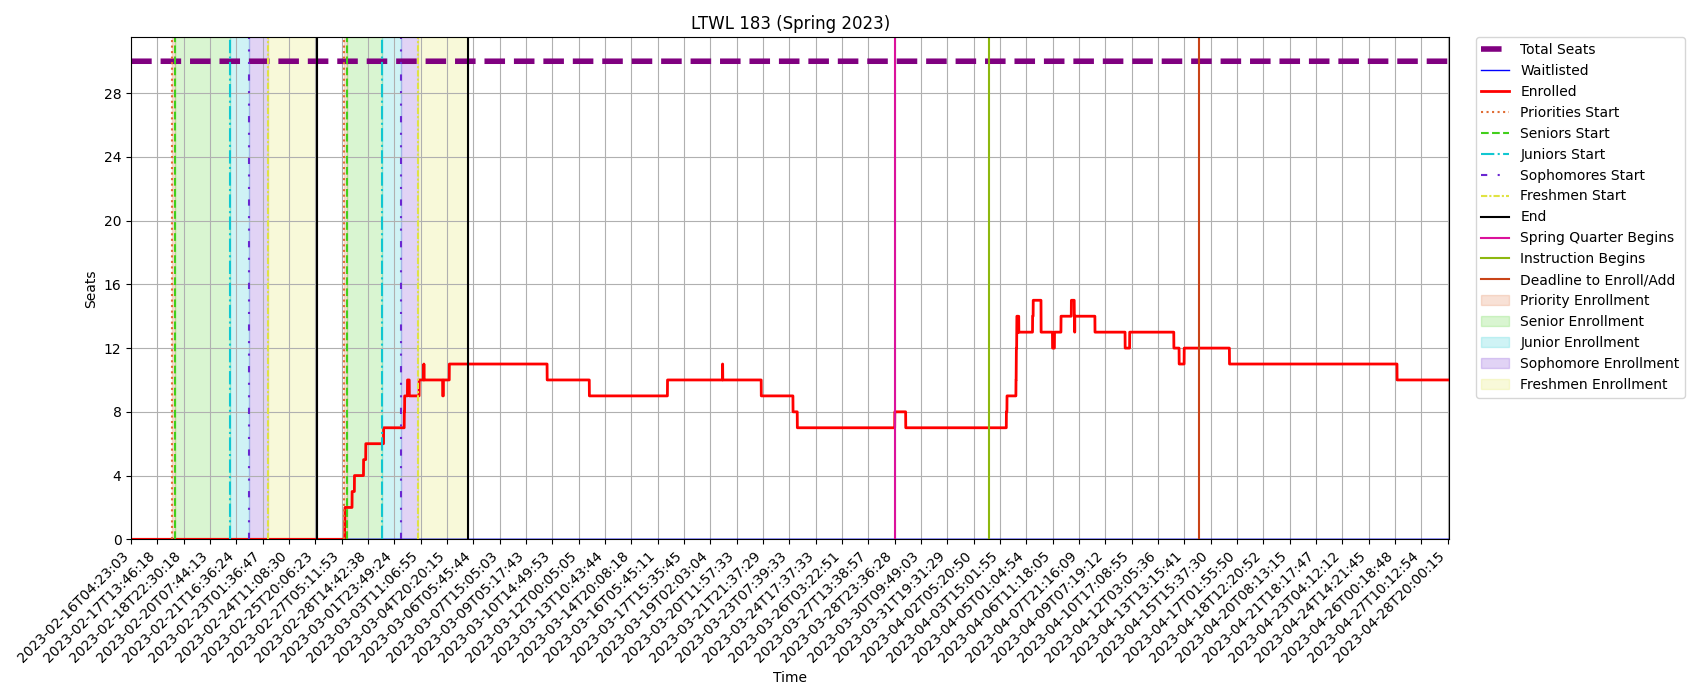 LTWL 183 (Spring 2023)
Seats
28
24
20
16
12
8
4
0
2023-02-16T04:23:03
2023-02-17T13:46:18
2023-02-18T22:30:18
2023-02-20T07:44:13
2023-02-21T16:36:24
2023-02-23T01:36:47
2023-02-24T11:08:30
2023-02-25T20:06:23
2023-02-27T05:11:53
2023-02-28T14:42:38
2023-03-01T23:49:24
2023-03-03T11:06:55
2023-03-04T20:20:15
2023-03-06T05:45:44
2023-03-07T15:05:03
2023-03-09T05:17:43
2023-03-10T14:49:53
2023-03-12T00:05:05
2023-03-13T10:43:44
2023-03-14T20:08:18
2023-03-16T05:45:11
2023-03-17T15:35:45
2023-03-19T02:03:04
2023-03-20T11:57:33
2023-03-21T21:37:29
2023-03-23T07:39:33
2023-03-24T17:37:33
2023-03-26T03:22:51
2023-03-27T13:38:57
2023-03-28T23:36:28
2023-03-30T09:49:03
2023-03-31T19:31:29
2023-04-02T05:20:50
2023-04-03T15:01:55
2023-04-05T01:04:54
2023-04-06T11:18:05
2023-04-07T21:16:09
2023-04-09T07:19:12
2023-04-10T17:08:55
2023-04-12T03:05:36
2023-04-13T13:15:41
2023-04-15T15:37:30
2023-04-17T01:55:50
2023-04-18T12:20:52
2023-04-20T08:13:15
2023-04-21T18:17:47
2023-04-23T04:12:12
2023-04-24T14:21:45
2023-04-26T00:18:48
2023-04-27T10:12:54
2023-04-28T20:00:15
Time
Total Seats
Waitlisted
Enrolled
Priorities Start
Seniors Start
Juniors Start
Sophomores Start
Freshmen Start
End
Spring Quarter Begins
Instruction Begins
Deadline to Enroll/Add
Priority Enrollment
Senior Enrollment
Junior Enrollment
Sophomore Enrollment
Freshmen Enrollment